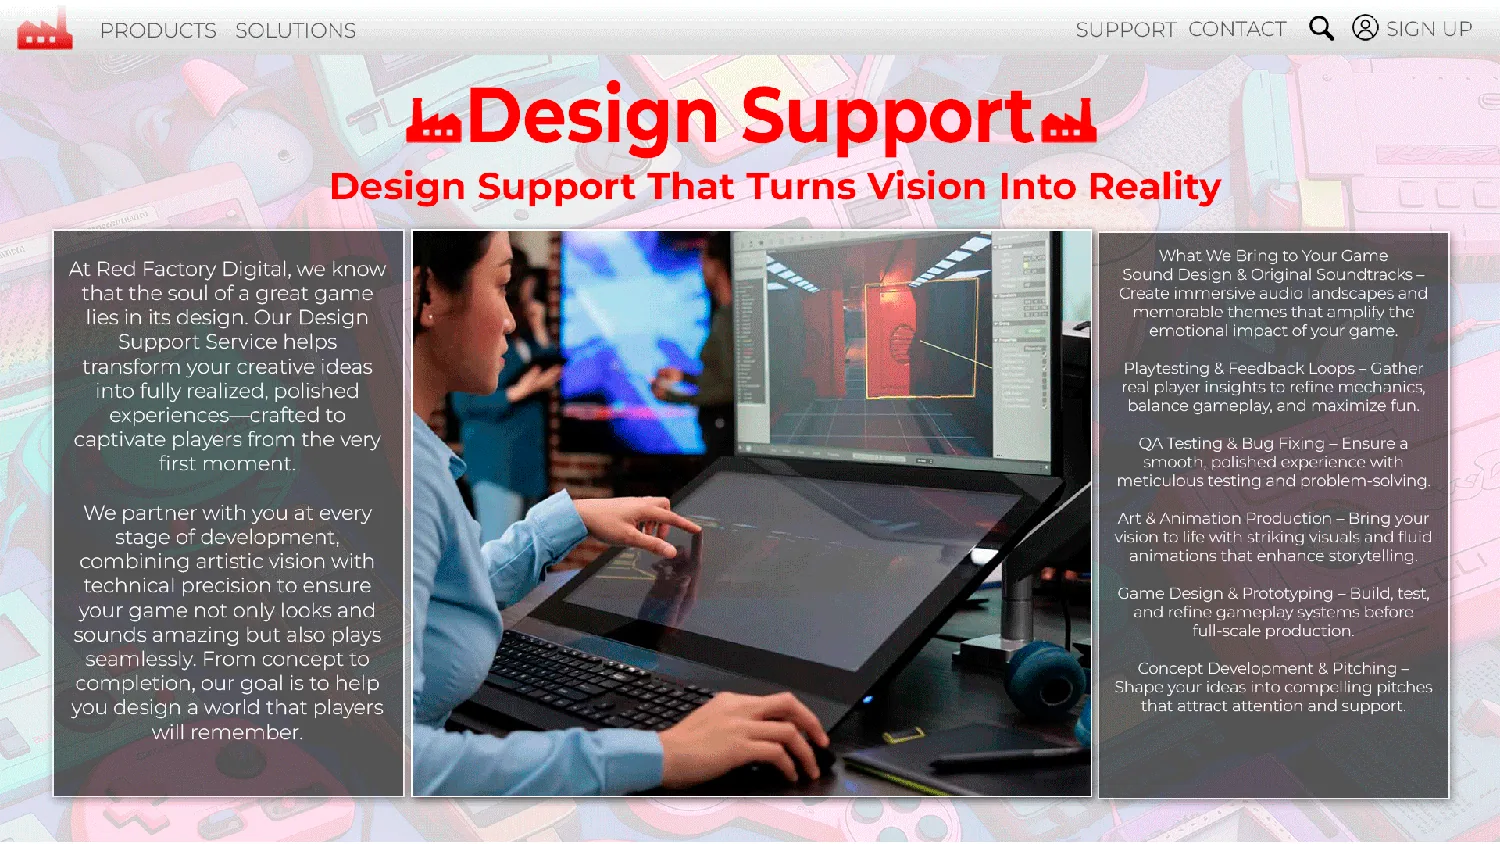 PRODUCTS SOLUTIONS SUPPORT CONTACT SIGN UP
Design Support
Design Support That Turns Vision Into Reality
At Red Factory Digital, we know
that the soul of a great game
lies in its design. Our Design
Support Service helps
transform your creative ideas
into fully realized, polished
experiences—crafted to
captivate players from the very
first moment.
We partner with you at every
stage of development,
combining artistic vision with
technical precision to ensure
your game not only looks and
sounds amazing but also plays
seamlessly. From concept to
completion, our goal is to help
you design a world that players
will remember.
What We Bring to Your Game
Sound Design & Original Soundtracks –
Create immersive audio landscapes and
memorable themes that amplify the
emotional impact of your game.
Playtesting & Feedback Loops – Gather
real player insights to refine mechanics,
balance gameplay, and maximize fun.
QA Testing & Bug Fixing – Ensure a
smooth, polished experience with
meticulous testing and problem-solving.
Art & Animation Production – Bring your
vision to life with striking visuals and fluid
animations that enhance storytelling.
Game Design & Prototyping – Build, test,
and refine gameplay systems before
full-scale production.
Concept Development & Pitching –
Shape your ideas into compelling pitches
that attract attention and support.